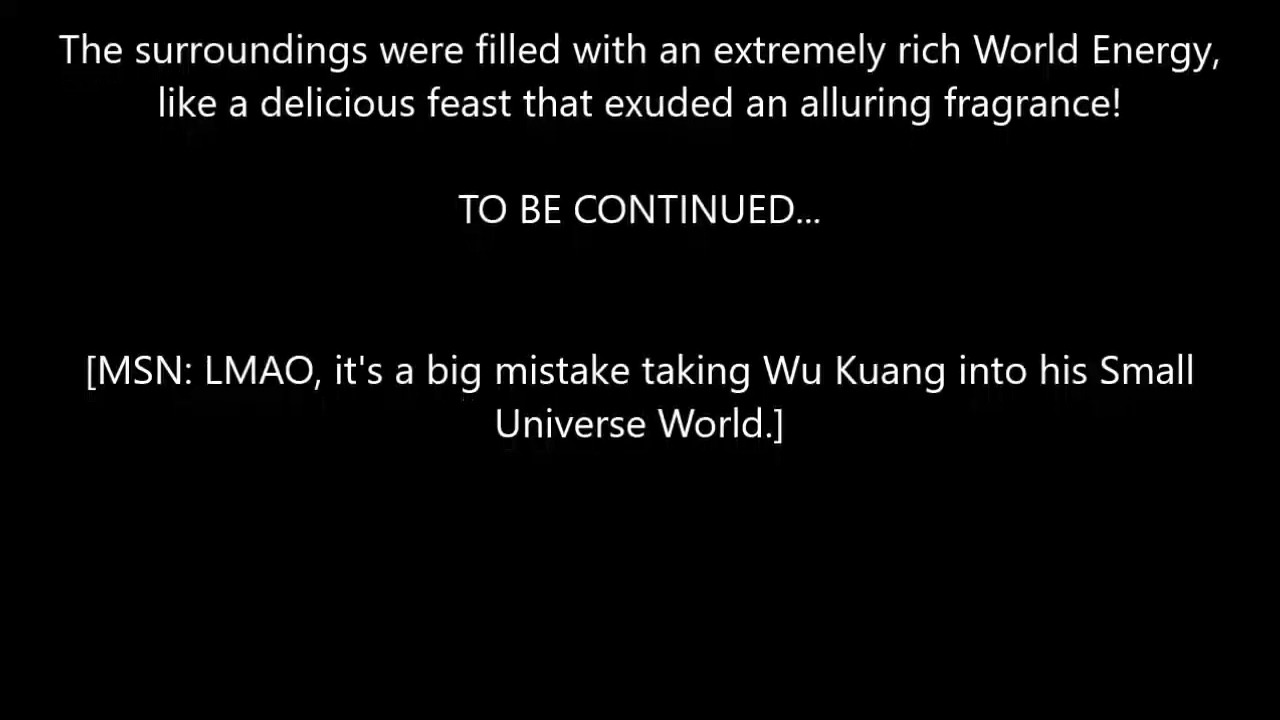 The surroundings were filled with an extremely rich World Energy,
like a delicious feast that exuded an alluring fragrance!
TO BE CONTINUED...
[MSN: LMAO, it's a big mistake taking Wu Kuang into his Small
Universe World.]